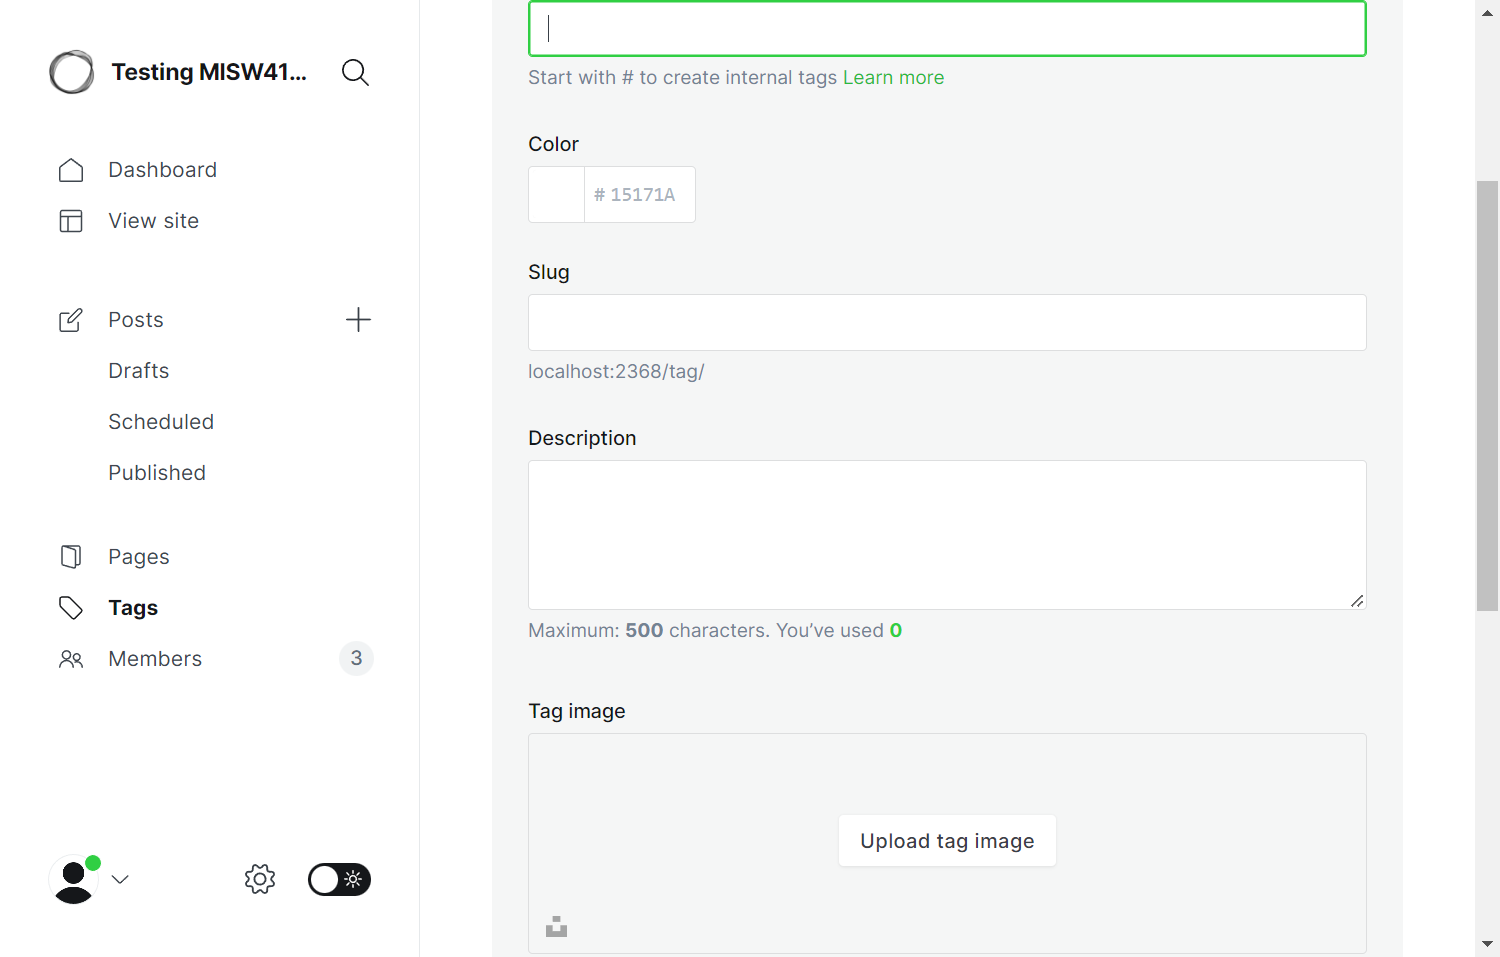 Testing MISW41...
Dashboard
View site
Posts
Drafts
Scheduled
Published
Pages
Tags
Members 3
Start with # to create internal tags Learn more
Color
# 15171A
Slug
localhost:2368/tag/
Description
Maximum: 500 characters. You’ve used 0
Tag image
Upload tag image